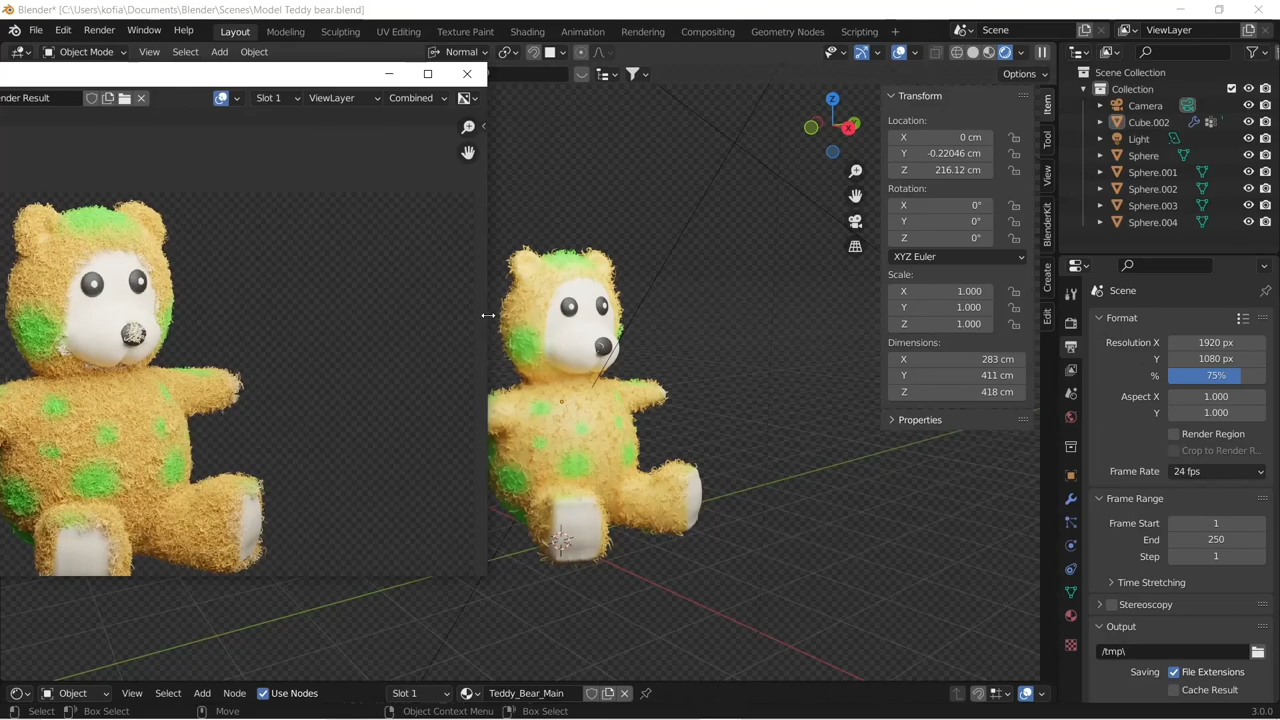 Blender* [C:\Users\kofia\Documents\Blender\Scenes\Model Teddy bear.blend]
File Edit Render Window Help Layout Modeling Sculpting UV Editing Texture Paint Shading Animation Rendering Compositing Geometry Nodes Scripting + Scene ViewLayer
Object Mode View Select Add Object Normal
Options
nder Result Slot 1 ViewLayer Combined
Z
Y
X
Transform
Location:
X 0 cm
Y -0.22046 cm
Z 216.12 cm
Rotation:
X 0°
Y 0°
Z 0°
XYZ Euler
Scale:
X 1.000
Y 1.000
Z 1.000
Dimensions:
X 283 cm
Y 411 cm
Z 418 cm
Properties
Item
Tool
View
BlenderKit
Create
Edit
Scene Collection
Collection
Camera
Cube.002
Light
Sphere
Sphere.001
Sphere.002
Sphere.003
Sphere.004
Scene
Format
Resolution X 1920 px
Y 1080 px
% 75%
Aspect X 1.000
Y 1.000
Render Region
Crop to Render R...
Frame Rate 24 fps
Frame Range
Frame Start 1
End 250
Step 1
Time Stretching
Stereoscopy
Output
/tmp\
Saving File Extensions
Cache Result
Object View Select Add Node Use Nodes Slot 1 Teddy_Bear_Main
Select Box Select Move Object Context Menu Box Select 3.0.0